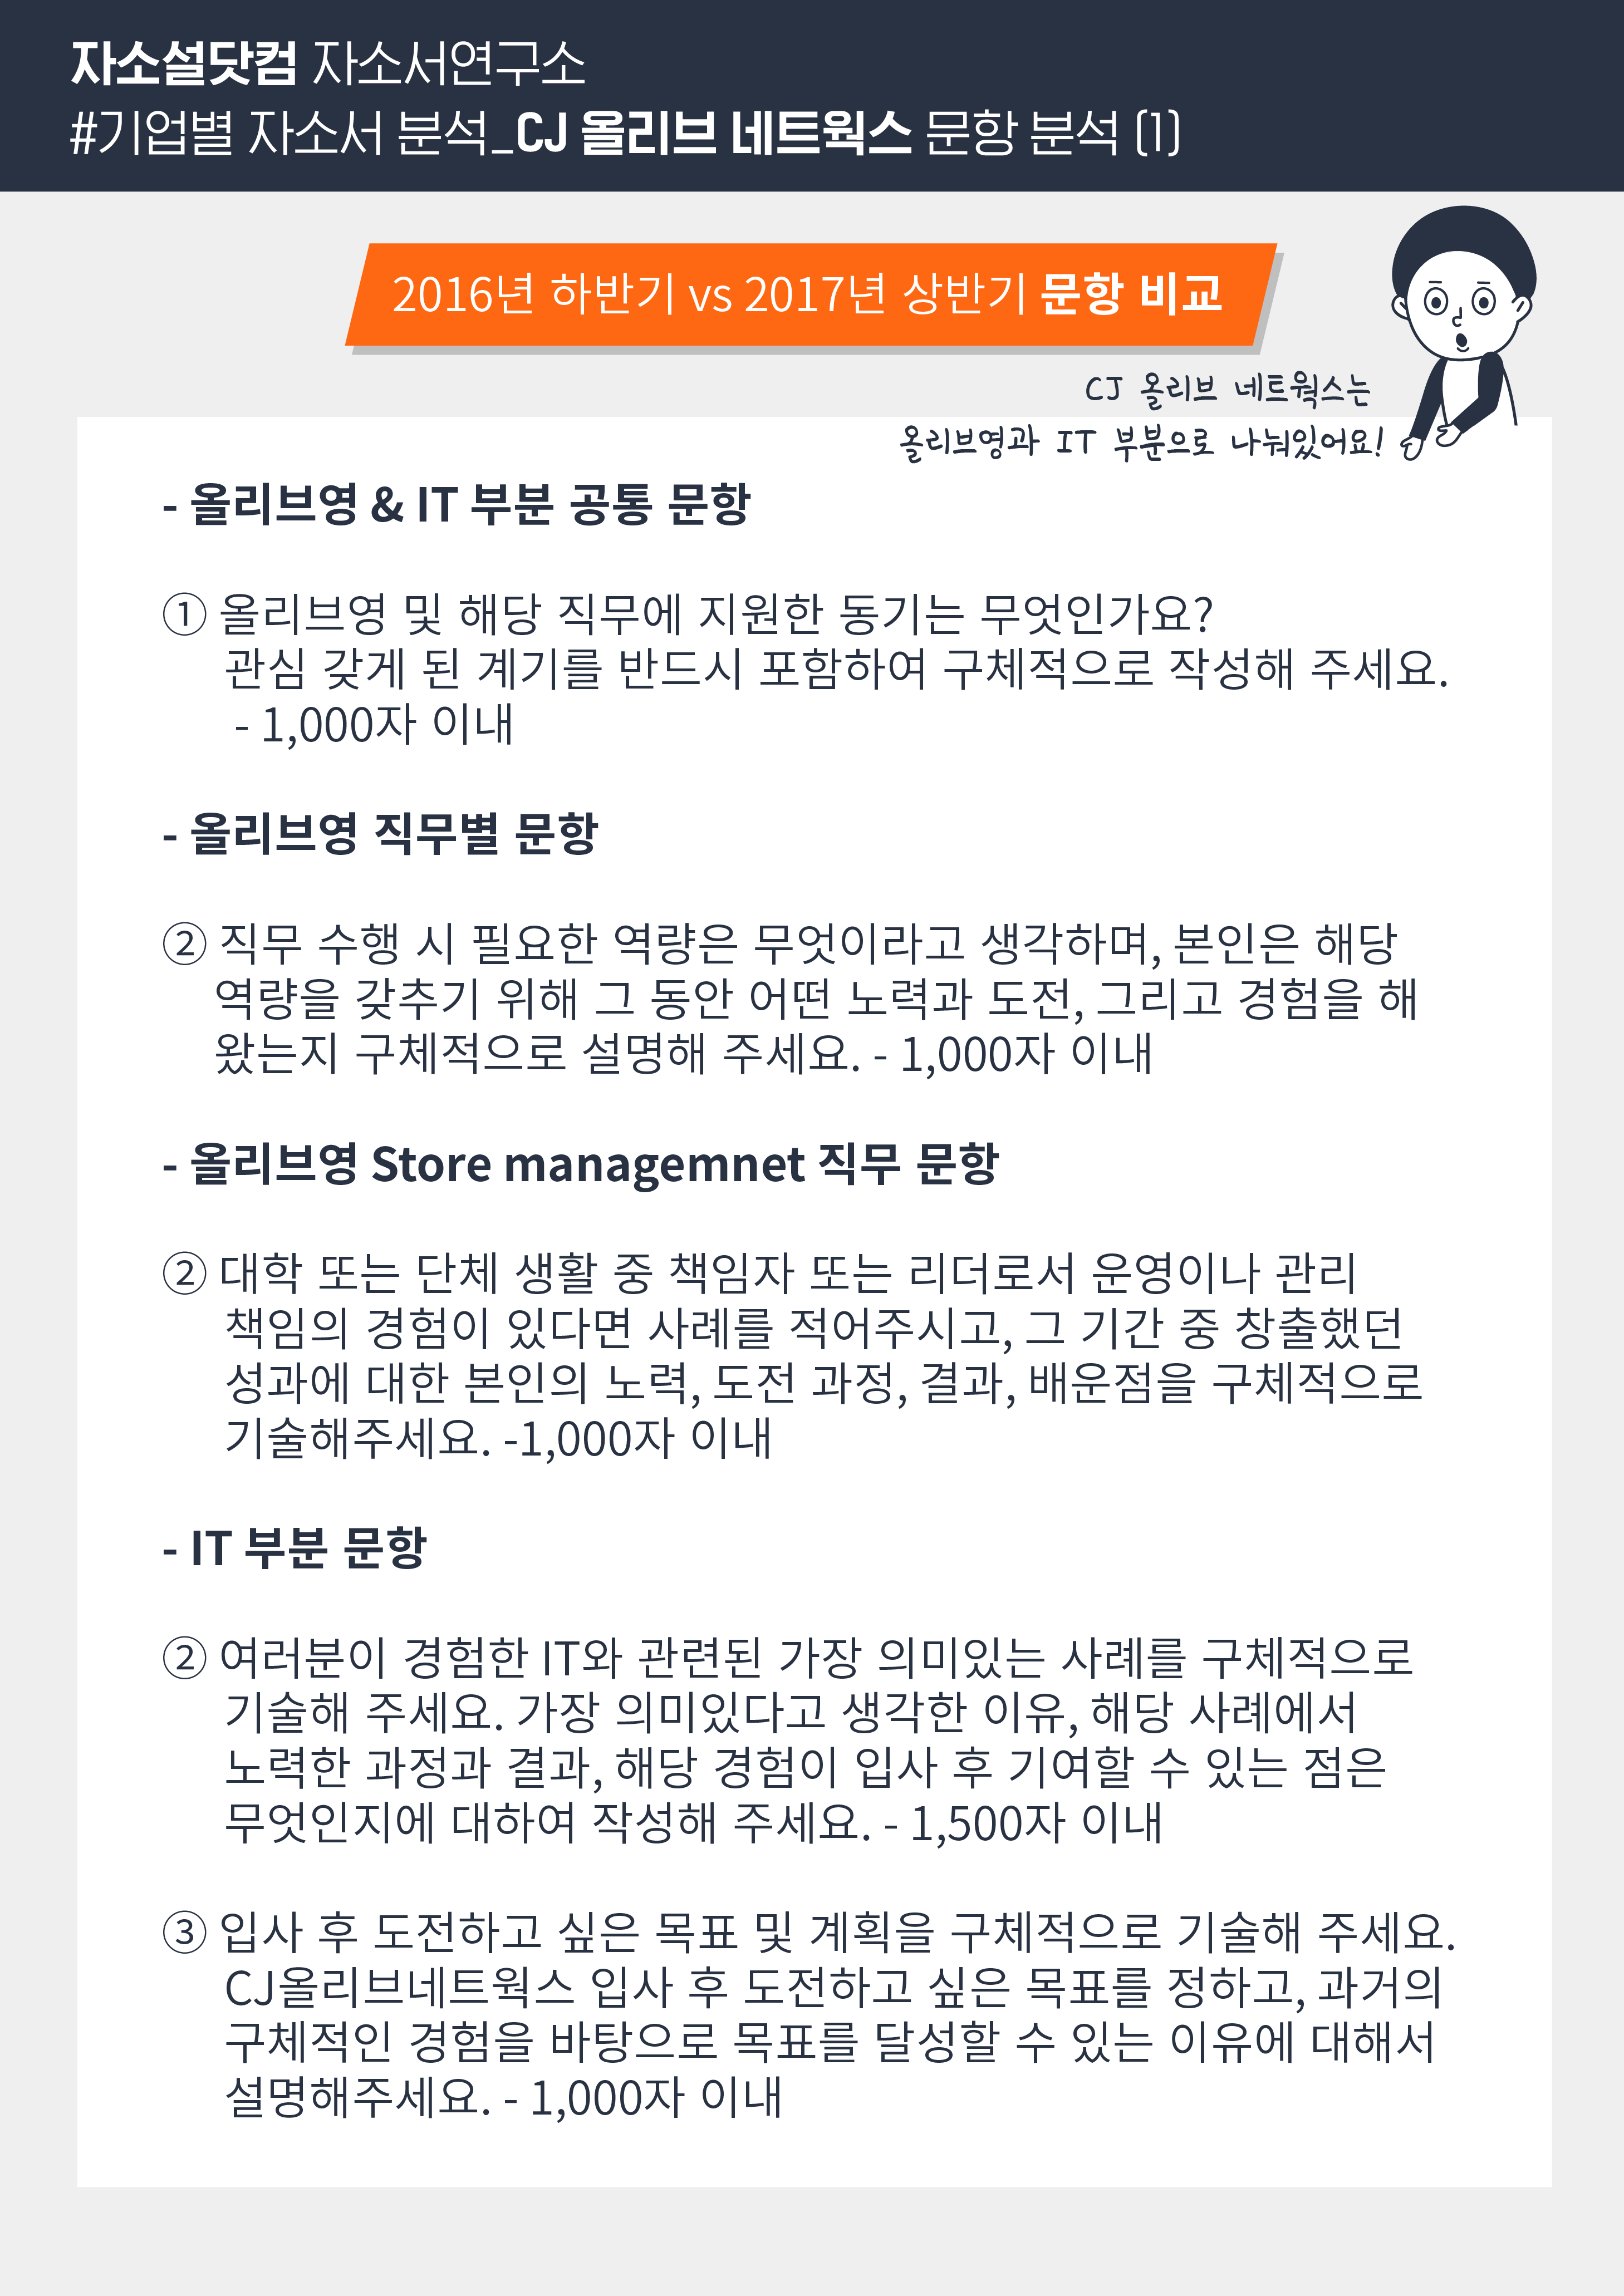 자소설닷컴 자소서연구소
#기업별 자소서 분석_CJ 올리브 네트웍스 문항 분석 (1)
2016년 하반기 vs 2017년 상반기 문항 비교
CJ 올리브 네트웍스는
올리브영과 IT 부분으로 나눠있어요!
- 올리브영 & IT 부분 공통 문항
① 올리브영 및 해당 직무에 지원한 동기는 무엇인가요?
관심 갖게 된 계기를 반드시 포함하여 구체적으로 작성해 주세요.
- 1,000자 이내
- 올리브영 직무별 문항
② 직무 수행 시 필요한 역량은 무엇이라고 생각하며, 본인은 해당
역량을 갖추기 위해 그 동안 어떤 노력과 도전, 그리고 경험을 해
왔는지 구체적으로 설명해 주세요. - 1,000자 이내
- 올리브영 Store managemnet 직무 문항
② 대학 또는 단체 생활 중 책임자 또는 리더로서 운영이나 관리
책임의 경험이 있다면 사례를 적어주시고, 그 기간 중 창출했던
성과에 대한 본인의 노력, 도전 과정, 결과, 배운점을 구체적으로
기술해주세요. -1,000자 이내
- IT 부분 문항
② 여러분이 경험한 IT와 관련된 가장 의미있는 사례를 구체적으로
기술해 주세요. 가장 의미있다고 생각한 이유, 해당 사례에서
노력한 과정과 결과, 해당 경험이 입사 후 기여할 수 있는 점은
무엇인지에 대하여 작성해 주세요. - 1,500자 이내
③ 입사 후 도전하고 싶은 목표 및 계획을 구체적으로 기술해 주세요.
CJ올리브네트웍스 입사 후 도전하고 싶은 목표를 정하고, 과거의
구체적인 경험을 바탕으로 목표를 달성할 수 있는 이유에 대해서
설명해주세요. - 1,000자 이내